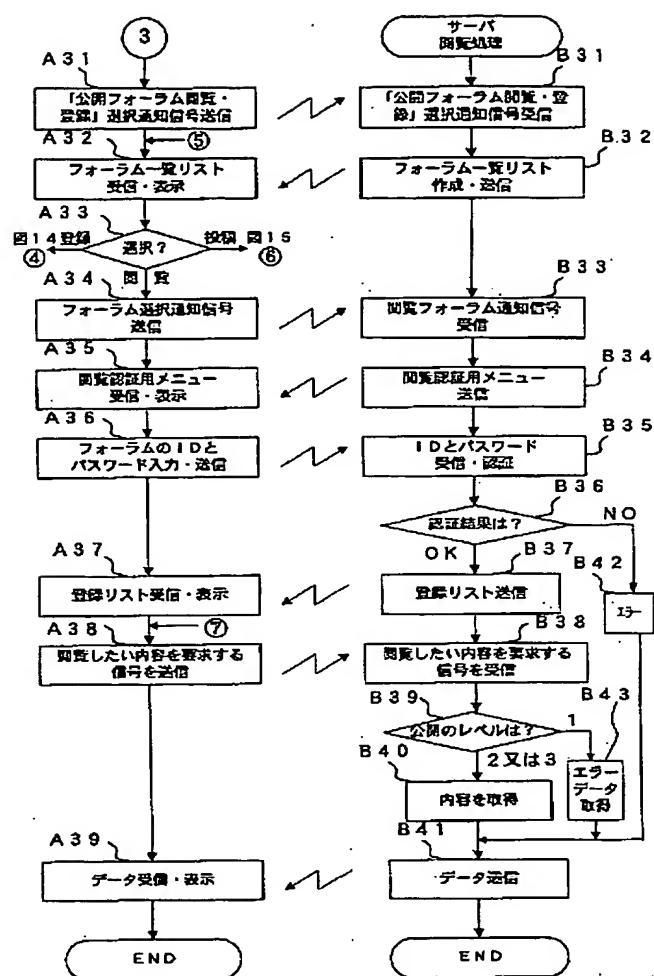 3
サーバ
閲覧処理
A31
B31
「公開フォーラム閲覧・
登録」選択通知信号送信
「公開フォーラム閲覧・登
録」選択通知信号受信
A32
⑤
B.32
フォーラム一覧リスト
受信・表示
フォーラム一覧リスト
作成・送信
A33
図14登録
④
選択?
投稿 図15
⑥
閲覧
A34
B33
フォーラム選択通知信号
送信
閲覧フォーラム通知信号
受信
A35
B34
閲覧認証用メニュー
受信・表示
閲覧認証用メニュー
送信
A36
B35
フォーラムのIDと
パスワード入力・送信
IDとパスワード
受信・認証
B36
認証結果は?
NO
OK
A37
B37
B42
登録リスト受信・表示
登録リスト送信
エラー
A38
⑦
B38
閲覧したい内容を要求する
信号を送信
閲覧したい内容を要求する
信号を受信
B39
公開のレベルは?
1
B43
B40
2又は3
内容を取得
エラー
データ
取得
B41
A39
データ受信・表示
データ送信
END
END